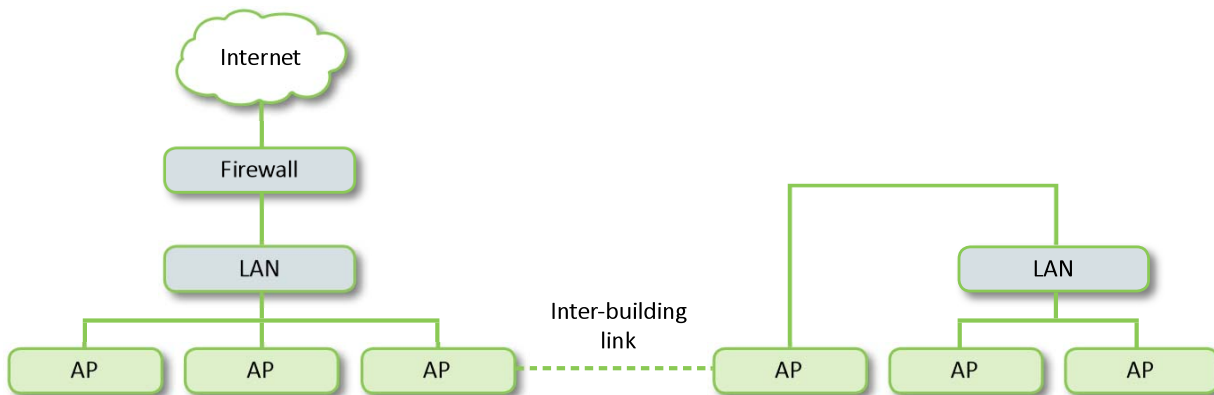 Internet
Firewall
LAN
LAN
Inter-building
link
AP
AP
AP
AP
AP
AP